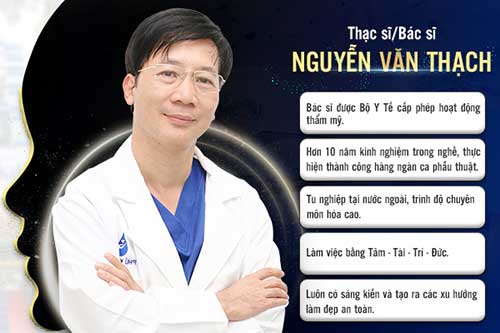 Thạc sĩ/Bác sĩ
NGUYỄN VĂN THẠCH
Bác sĩ được Bộ Y Tế cấp phép hoạt động
thẩm mỹ.
Hơn 10 năm kinh nghiệm trong nghề, thực
hiện thành công hàng ngàn ca phẫu thuật.
Tu nghiệp tại nước ngoài, trình độ chuyên
môn hóa cao.
Làm việc bằng Tâm - Tài - Trí - Đức.
Luôn có sáng kiến và tạo ra các xu hướng
làm đẹp an toàn.